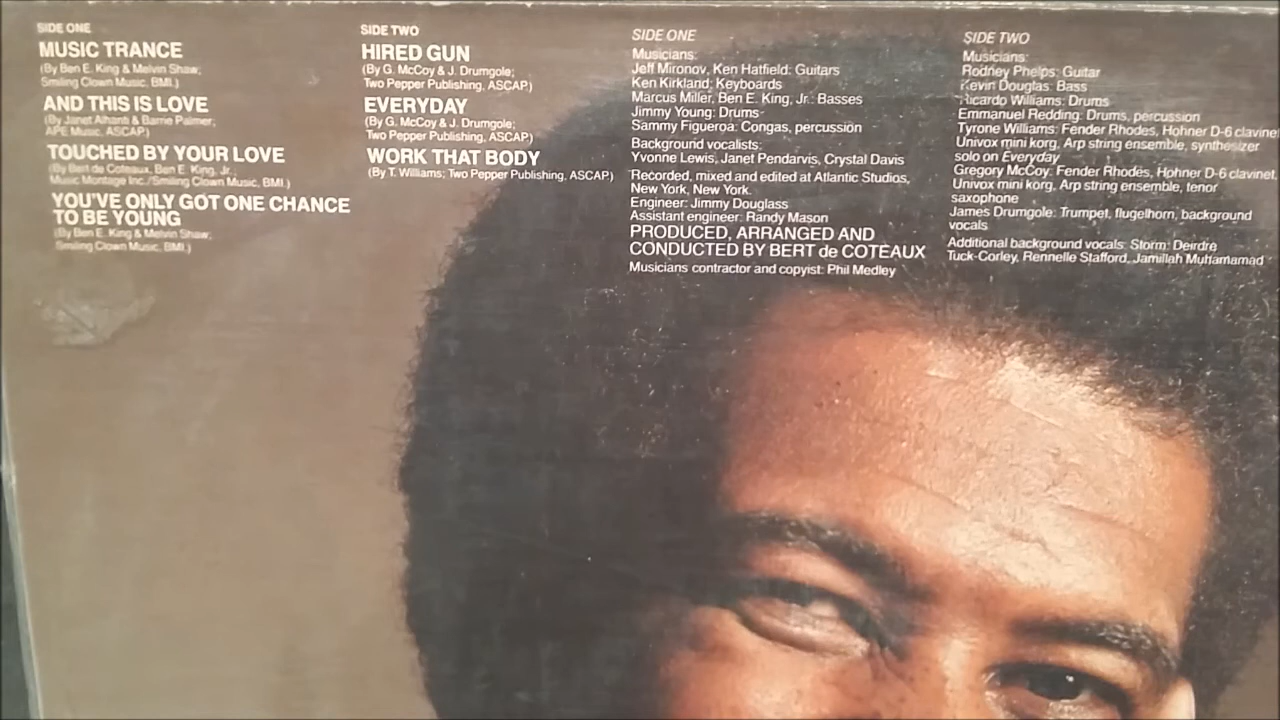 SIDE ONE
MUSIC TRANCE
(By Ben E. King & Melvin Shaw;
Smiling Clown Music, BMI.)
AND THIS IS LOVE
(By Janet Alhanti & Barrie Palmer;
APE Music, ASCAP.)
TOUCHED BY YOUR LOVE
(By Bert de Coteaux, Ben E. King, Jr.;
Music Montage Inc./Smiling Clown Music, BMI.)
YOU'VE ONLY GOT ONE CHANCE
TO BE YOUNG
(By Ben E. King & Melvin Shaw;
Smiling Clown Music, BMI.)
SIDE TWO
HIRED GUN
(By G. McCoy & J. Drumgole;
Two Pepper Publishing, ASCAP.)
EVERYDAY
(By G. McCoy & J. Drumgole;
Two Pepper Publishing, ASCAP.)
WORK THAT BODY
(By T. Williams; Two Pepper Publishing, ASCAP.)
SIDE ONE
Musicians:
Jeff Mironov, Ken Hatfield: Guitars
Ken Kirkland: Keyboards
Marcus Miller, Ben E. King, Jr.: Basses
Jimmy Young: Drums
Sammy Figueroa: Congas, percussion
Background vocalists:
Yvonne Lewis, Janet Pendarvis, Crystal Davis
Recorded, mixed and edited at Atlantic Studios,
New York, New York.
Engineer: Jimmy Douglass
Assistant engineer: Randy Mason
PRODUCED, ARRANGED AND
CONDUCTED BY BERT de COTEAUX
Musicians contractor and copyist: Phil Medley
SIDE TWO
Musicians:
Rodney Phelps: Guitar
Kevin Douglas: Bass
Ricardo Williams: Drums
Emmanuel Redding: Drums, percussion
Tyrone Williams: Fender Rhodes, Hohner D-6 clavinet
Univox mini korg, Arp string ensemble, synthesizer
solo on Everyday
Gregory McCoy: Fender Rhodes, Hohner D-6 clavinet,
Univox mini korg, Arp string ensemble, tenor
saxophone
James Drumgole: Trumpet, flugelhorn, background
vocals
Additional background vocals: Storm: Deirdre
Tuck-Corley, Rennelle Stafford, Jamillah Muhamamad